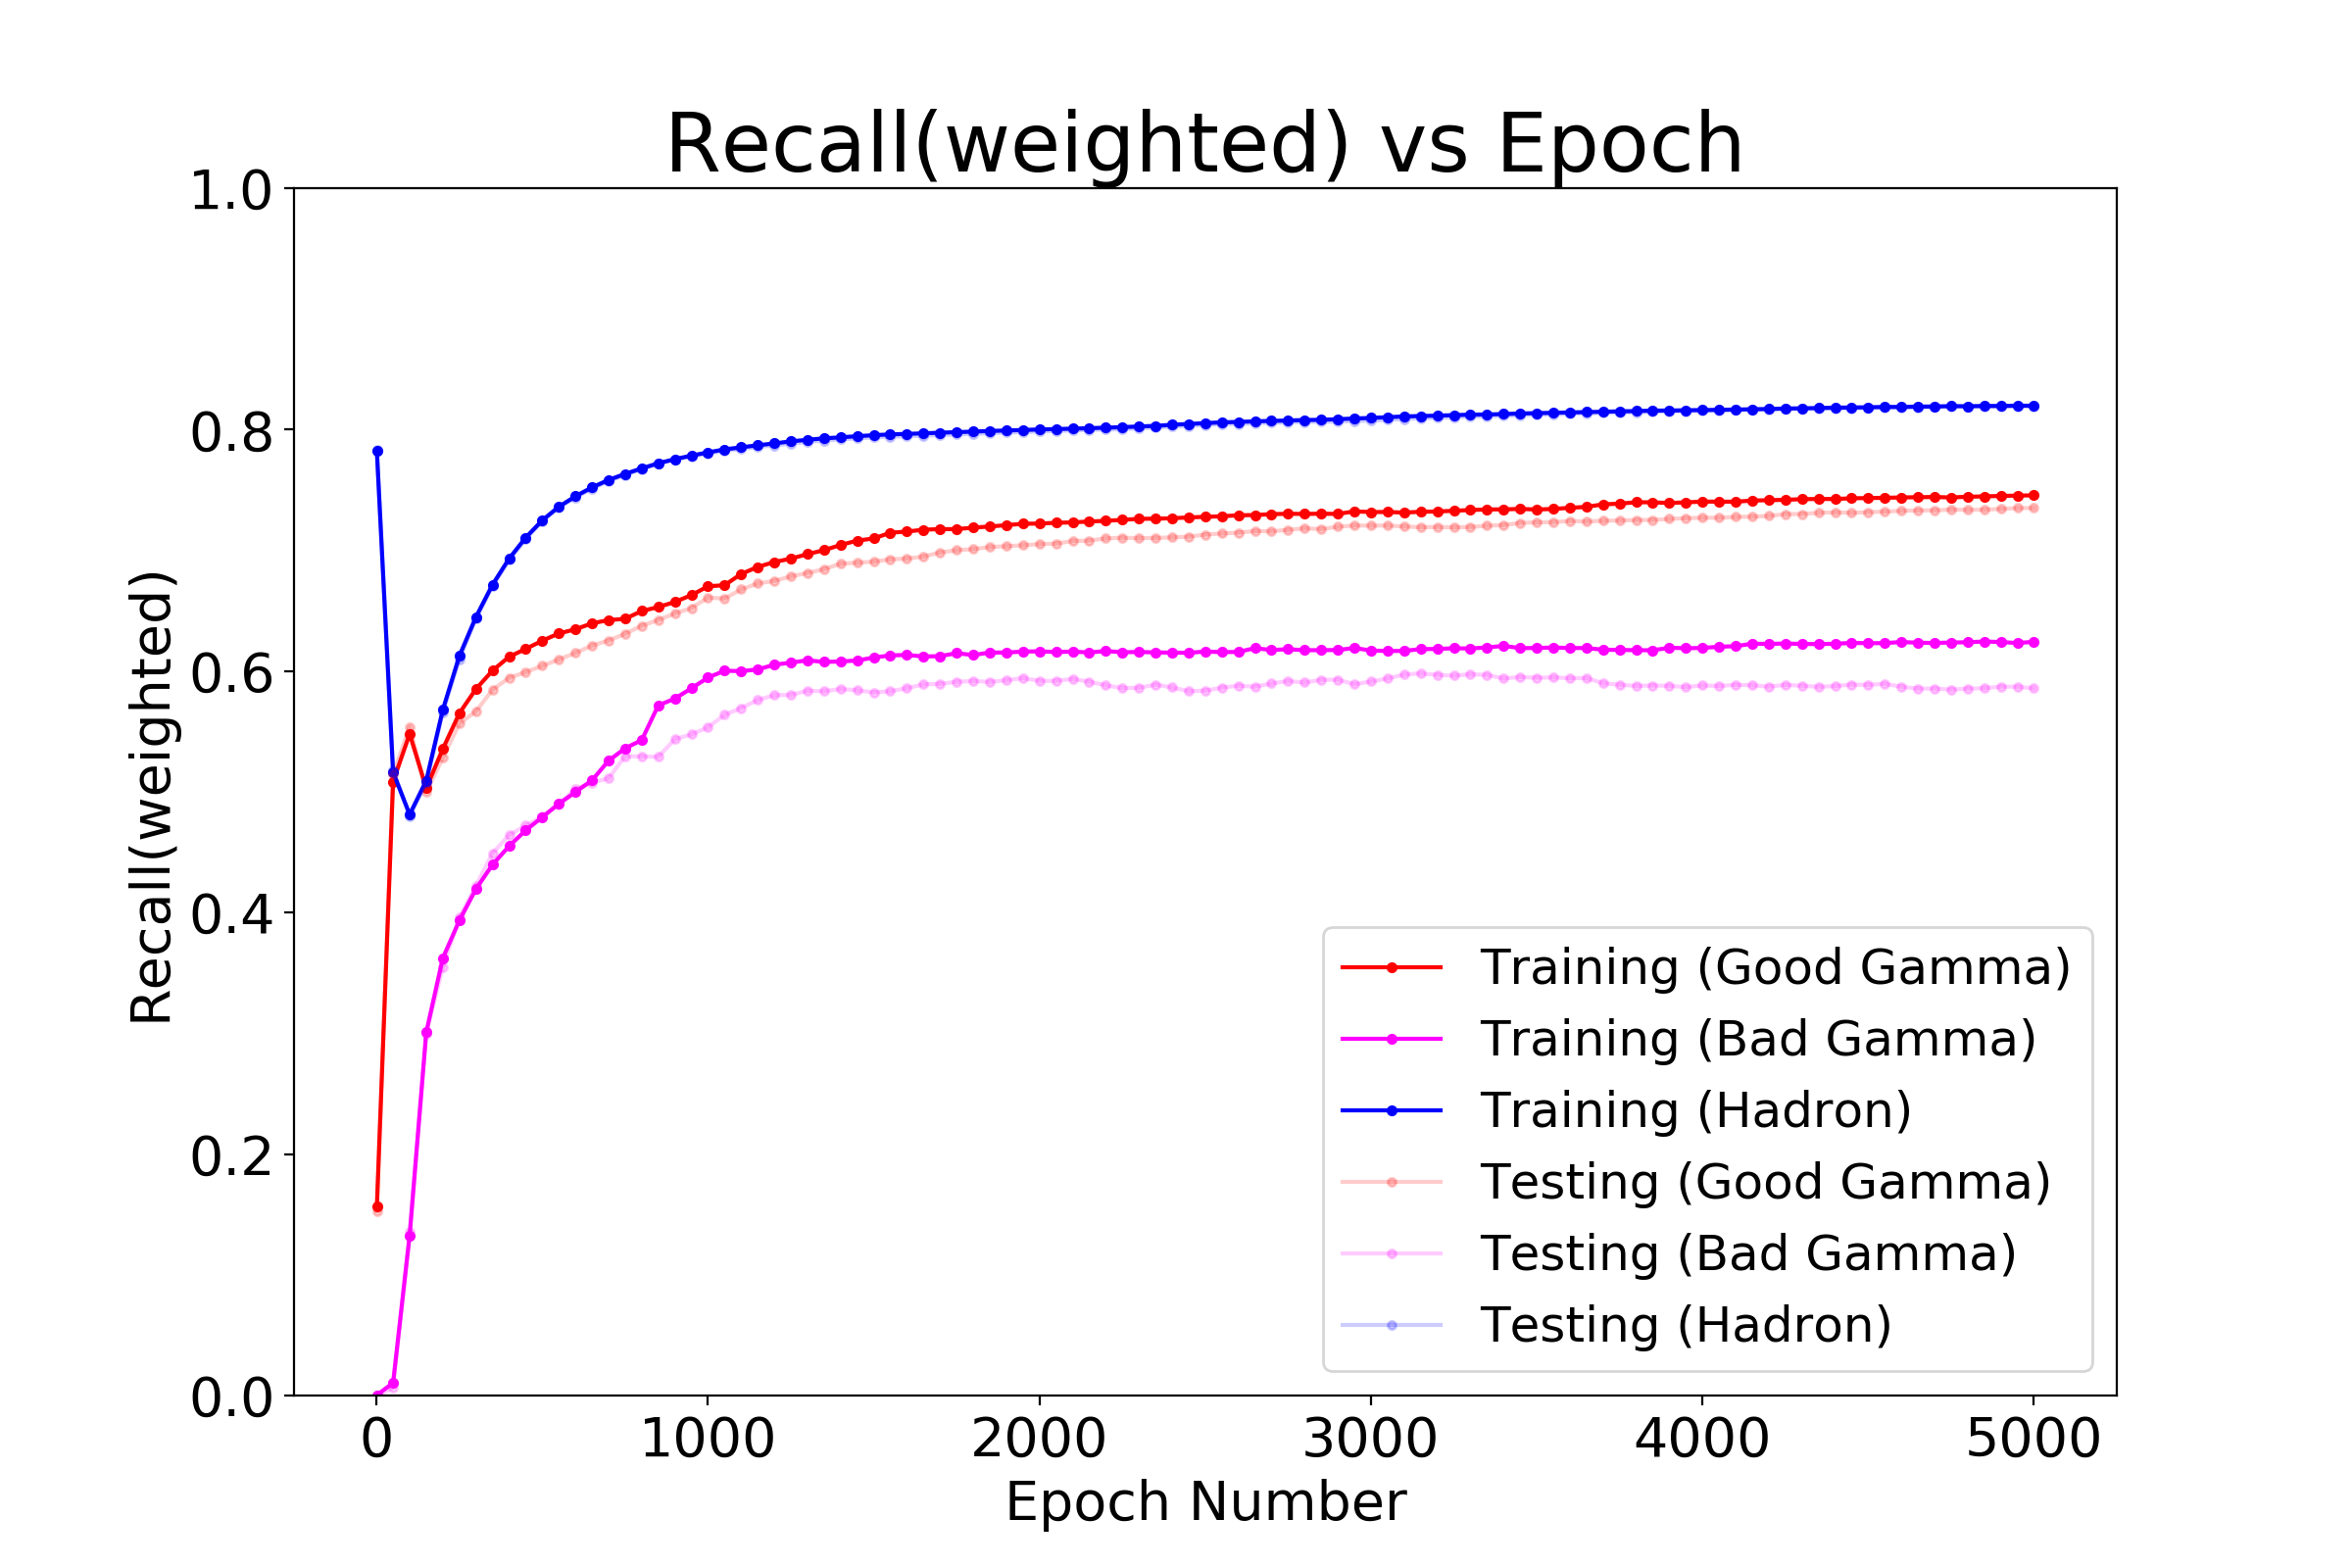 Recall(weighted) vs Epoch
1.0
0.8
0.6
0.4
0.2
0.0
Recall(weighted)
Training (Good Gamma)
Training (Bad Gamma)
Training (Hadron)
Testing (Good Gamma)
Testing (Bad Gamma)
Testing (Hadron)
0 1000 2000 3000 4000 5000
Epoch Number